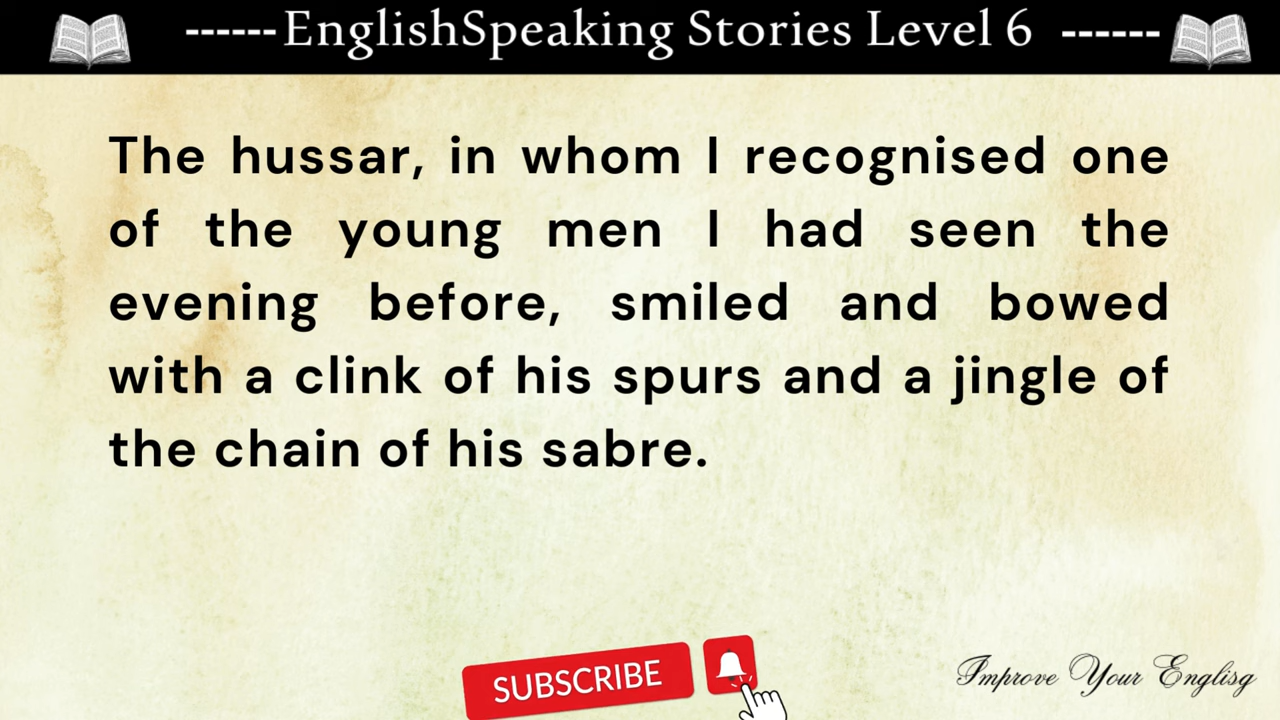 ------EnglishSpeaking Stories Level 6 ------
The hussar, in whom I recognised one
of the young men I had seen the
evening before, smiled and bowed
with a clink of his spurs and a jingle of
the chain of his sabre.
SUBSCRIBE
Improve Your Englisg